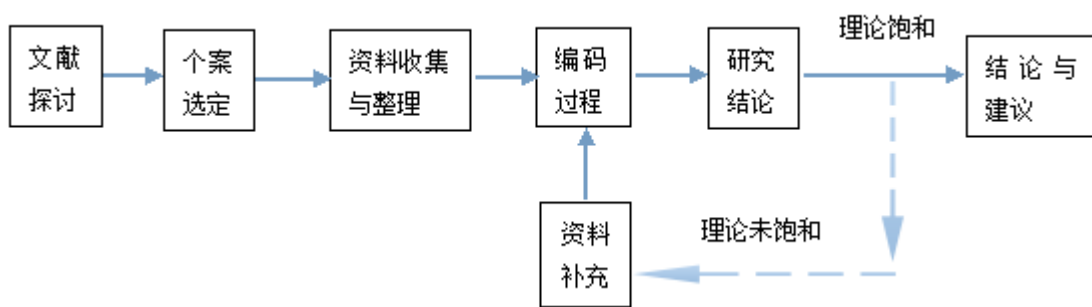 理论饱和
文献
探讨
个案
选定
资料收集
与整理
编码
过程
研究
结论
结论与
建议
资料
补充
理论未饱和